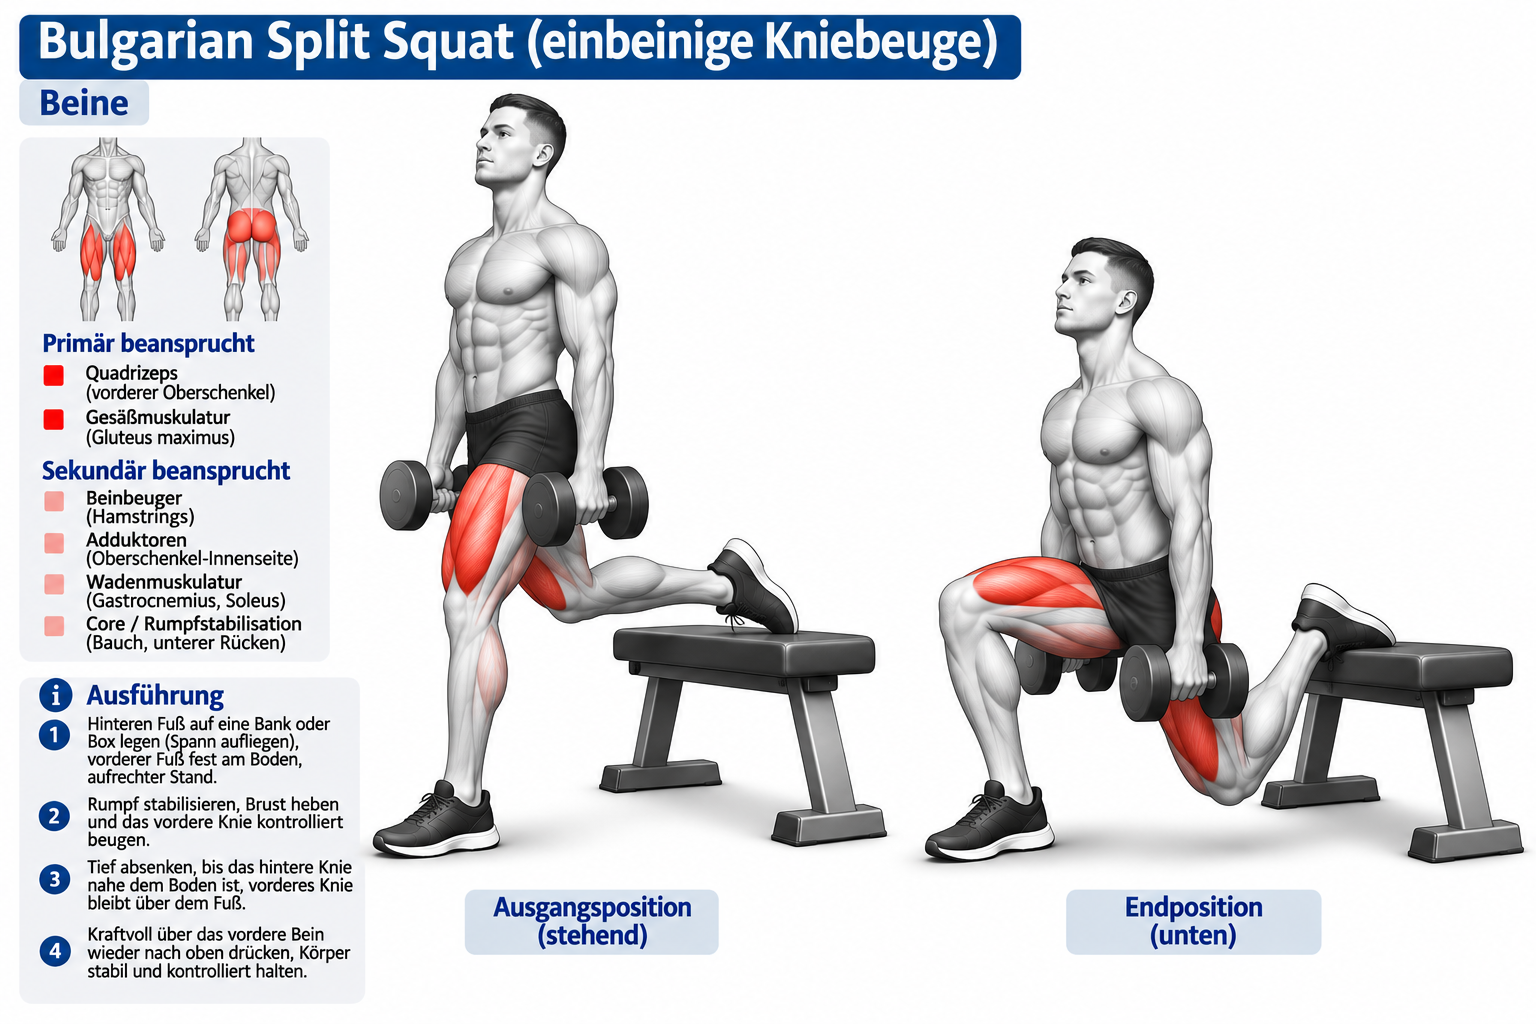 Bulgarian Split Squat (einbeinige Kniebeuge)
Beine
Primär beansprucht
Quadrizeps
(vorderer Oberschenkel)
Gesäßmuskulatur
(Gluteus maximus)
Sekundär beansprucht
Beinbeuger
(Hamstrings)
Adduktoren
(Oberschenkel-Innenseite)
Wadenmuskulatur
(Gastrocnemius, Soleus)
Core / Rumpfstabilisation
(Bauch, unterer Rücken)
i Ausführung
1 Hinteren Fuß auf eine Bank oder
Box legen (Spann aufliegen),
vorderer Fuß fest am Boden,
aufrechter Stand.
2 Rumpf stabilisieren, Brust heben
und das vordere Knie kontrolliert
beugen.
3 Tief absenken, bis das hintere Knie
nahe dem Boden ist, vorderes Knie
bleibt über dem Fuß.
4 Kraftvoll über das vordere Bein
wieder nach oben drücken, Körper
stabil und kontrolliert halten.
Ausgangsposition
(stehend)
Endposition
(unten)